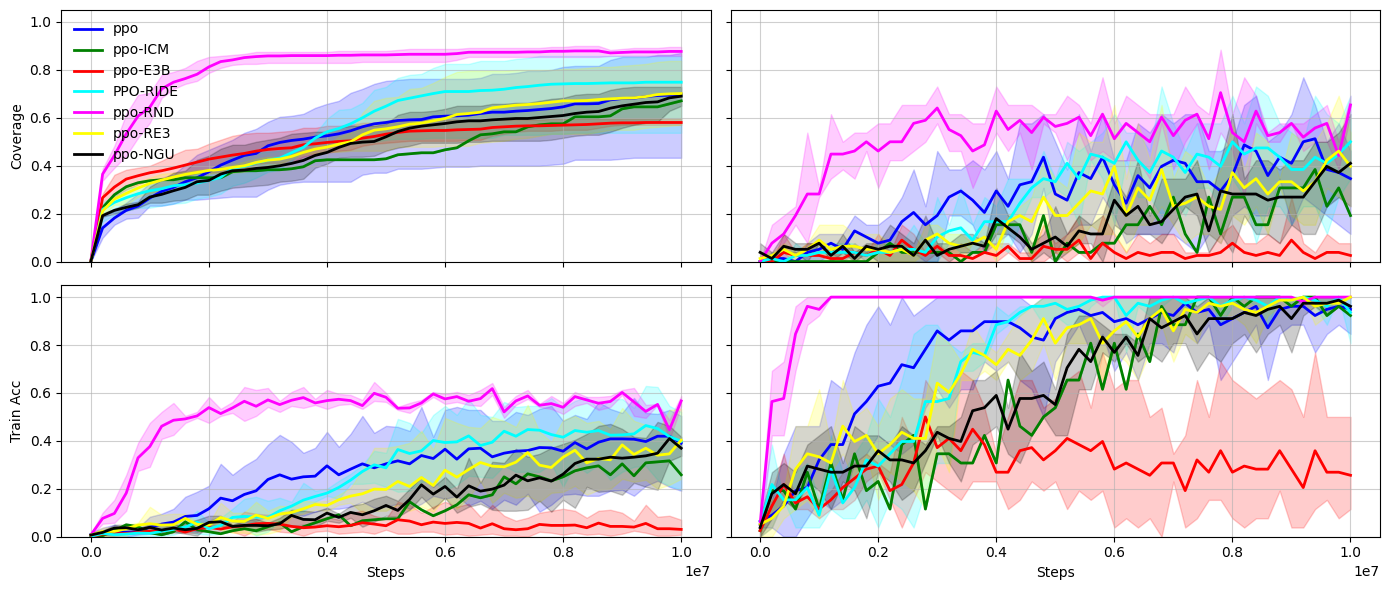 1.0
0.8
0.6
0.4
0.2
0.0
Coverage
ppo
ppo-ICM
ppo-E3B
PPO-RIDE
ppo-RND
ppo-RE3
ppo-NGU
1.0
0.8
0.6
0.4
0.2
0.0
Train Acc
0.0 0.2 0.4 0.6 0.8 1.0
1e7
Steps
0.0 0.2 0.4 0.6 0.8 1.0
1e7
Steps